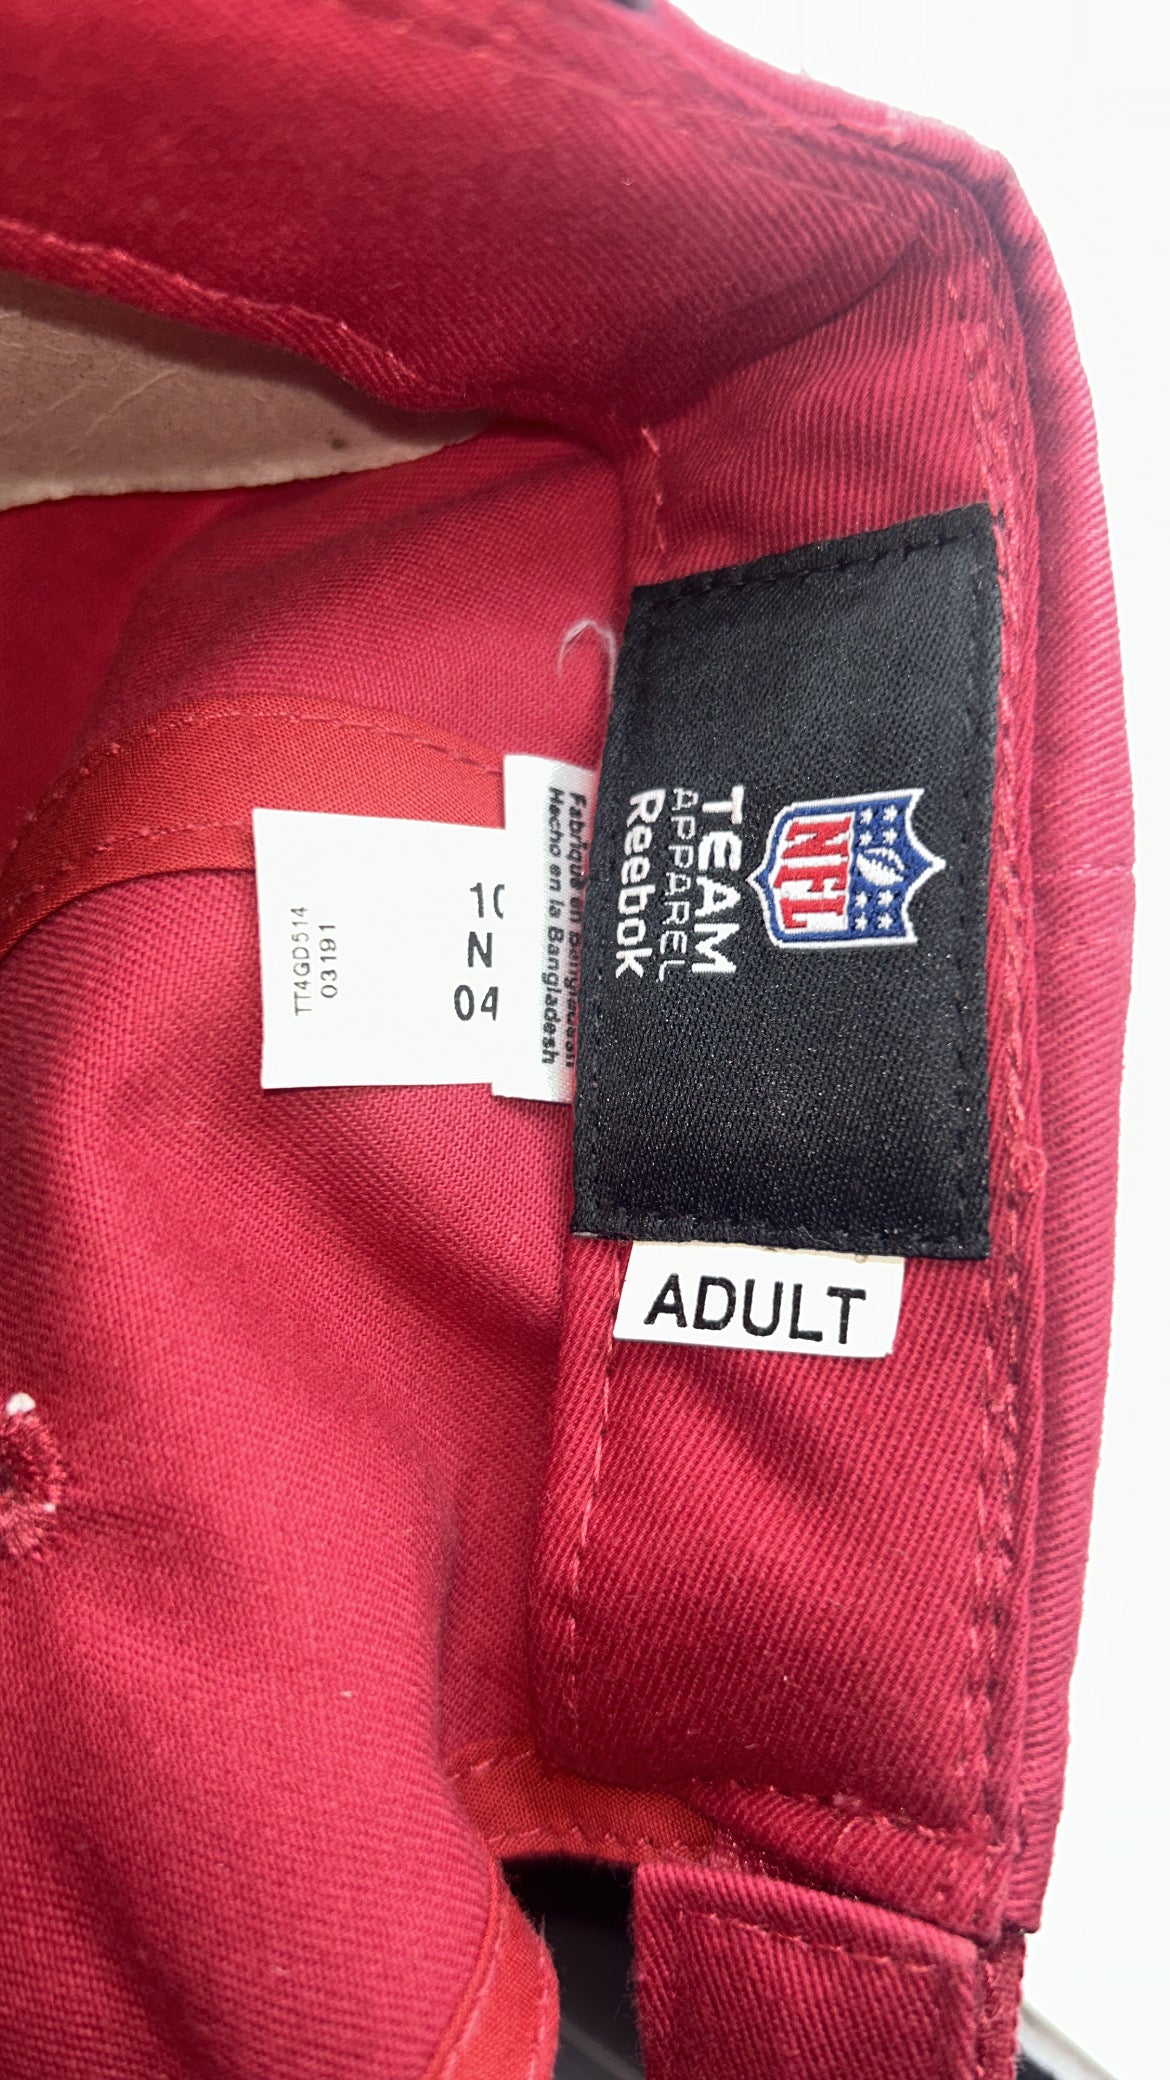 NFL
TEAM
APPAREL
Reebok
ADULT
Fabriqué en Bangladesh
Hecho en la Bangladesh
10
N
04
TT4GD514
03191